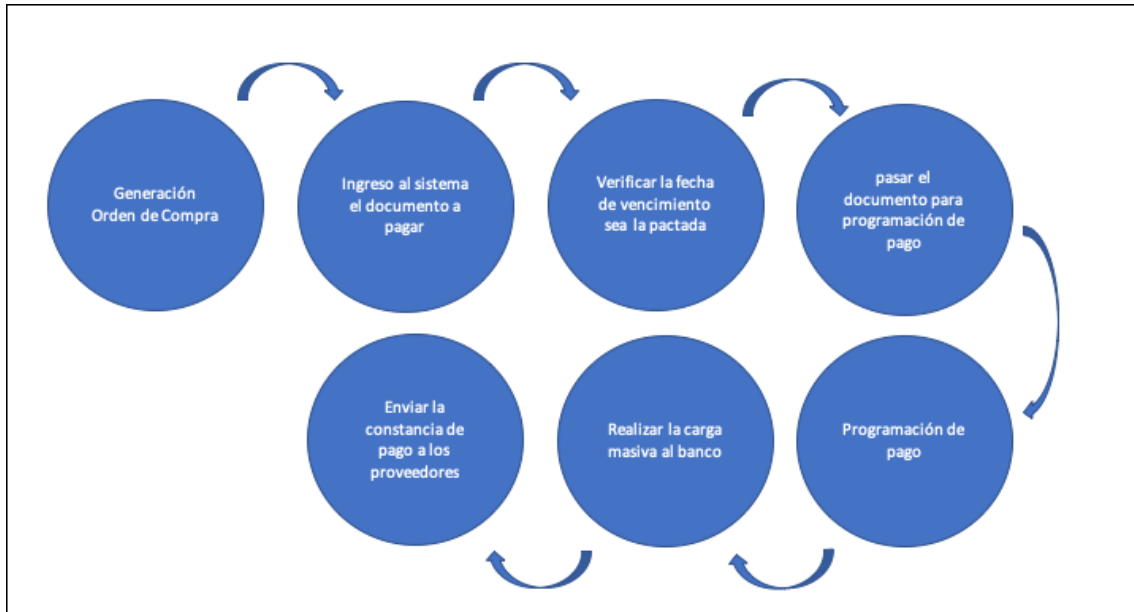 Generación
Orden de Compra
Ingreso al sistema
el documento a
pagar
Verificar la fecha
de vencimiento
sea la pactada
pasar el
documento para
programación de
pago
Programación de
pago
Realizar la carga
masiva al banco
Enviar la
constancia de
pago a los
proveedores